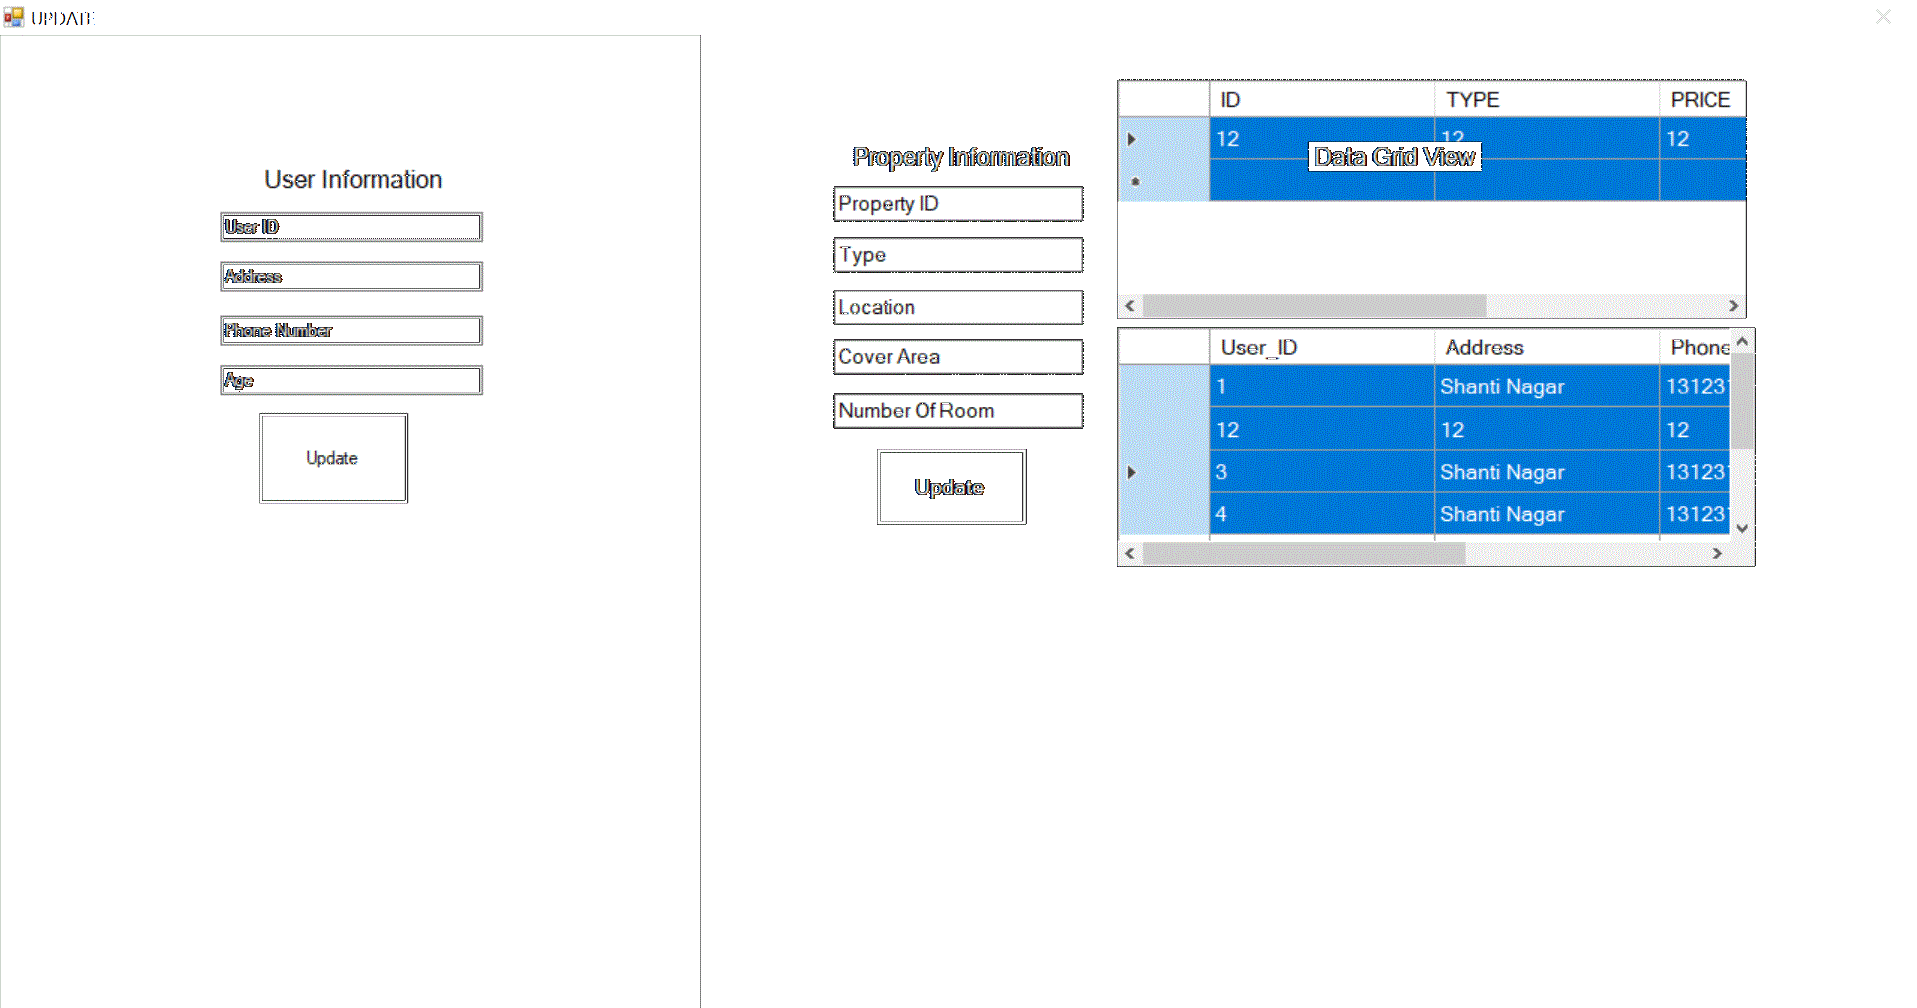 UPDATE
User Information
User ID
Address
Phone Number
Age
Update
Property Information
Property ID
Type
Location
Cover Area
Number Of Room
Update
ID TYPE PRICE
12 12 12
Data Grid View
User_ID Address Phone
1 Shanti Nagar 13123
12 12 12
3 Shanti Nagar 13123
4 Shanti Nagar 13123